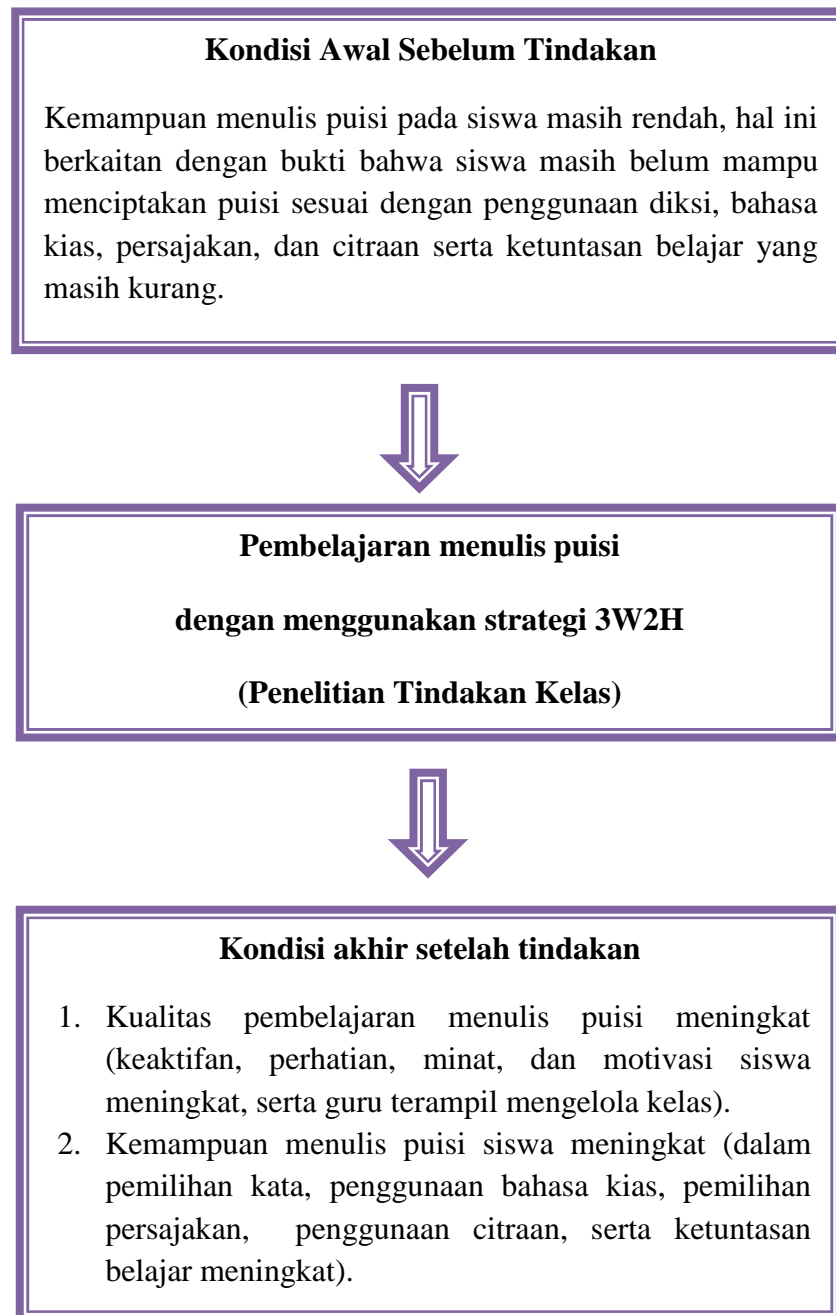 Kondisi Awal Sebelum Tindakan
Kemampuan menulis puisi pada siswa masih rendah, hal ini
berkaitan dengan bukti bahwa siswa masih belum mampu
menciptakan puisi sesuai dengan penggunaan diksi, bahasa
kias, persajakan, dan citraan serta ketuntasan belajar yang
masih kurang.
Pembelajaran menulis puisi
dengan menggunakan strategi 3W2H
(Penelitian Tindakan Kelas)
Kondisi akhir setelah tindakan
1. Kualitas pembelajaran menulis puisi meningkat
(keaktifan, perhatian, minat, dan motivasi siswa
meningkat, serta guru terampil mengelola kelas).
2. Kemampuan menulis puisi siswa meningkat (dalam
pemilihan kata, penggunaan bahasa kias, pemilihan
persajakan, penggunaan citraan, serta ketuntasan
belajar meningkat).